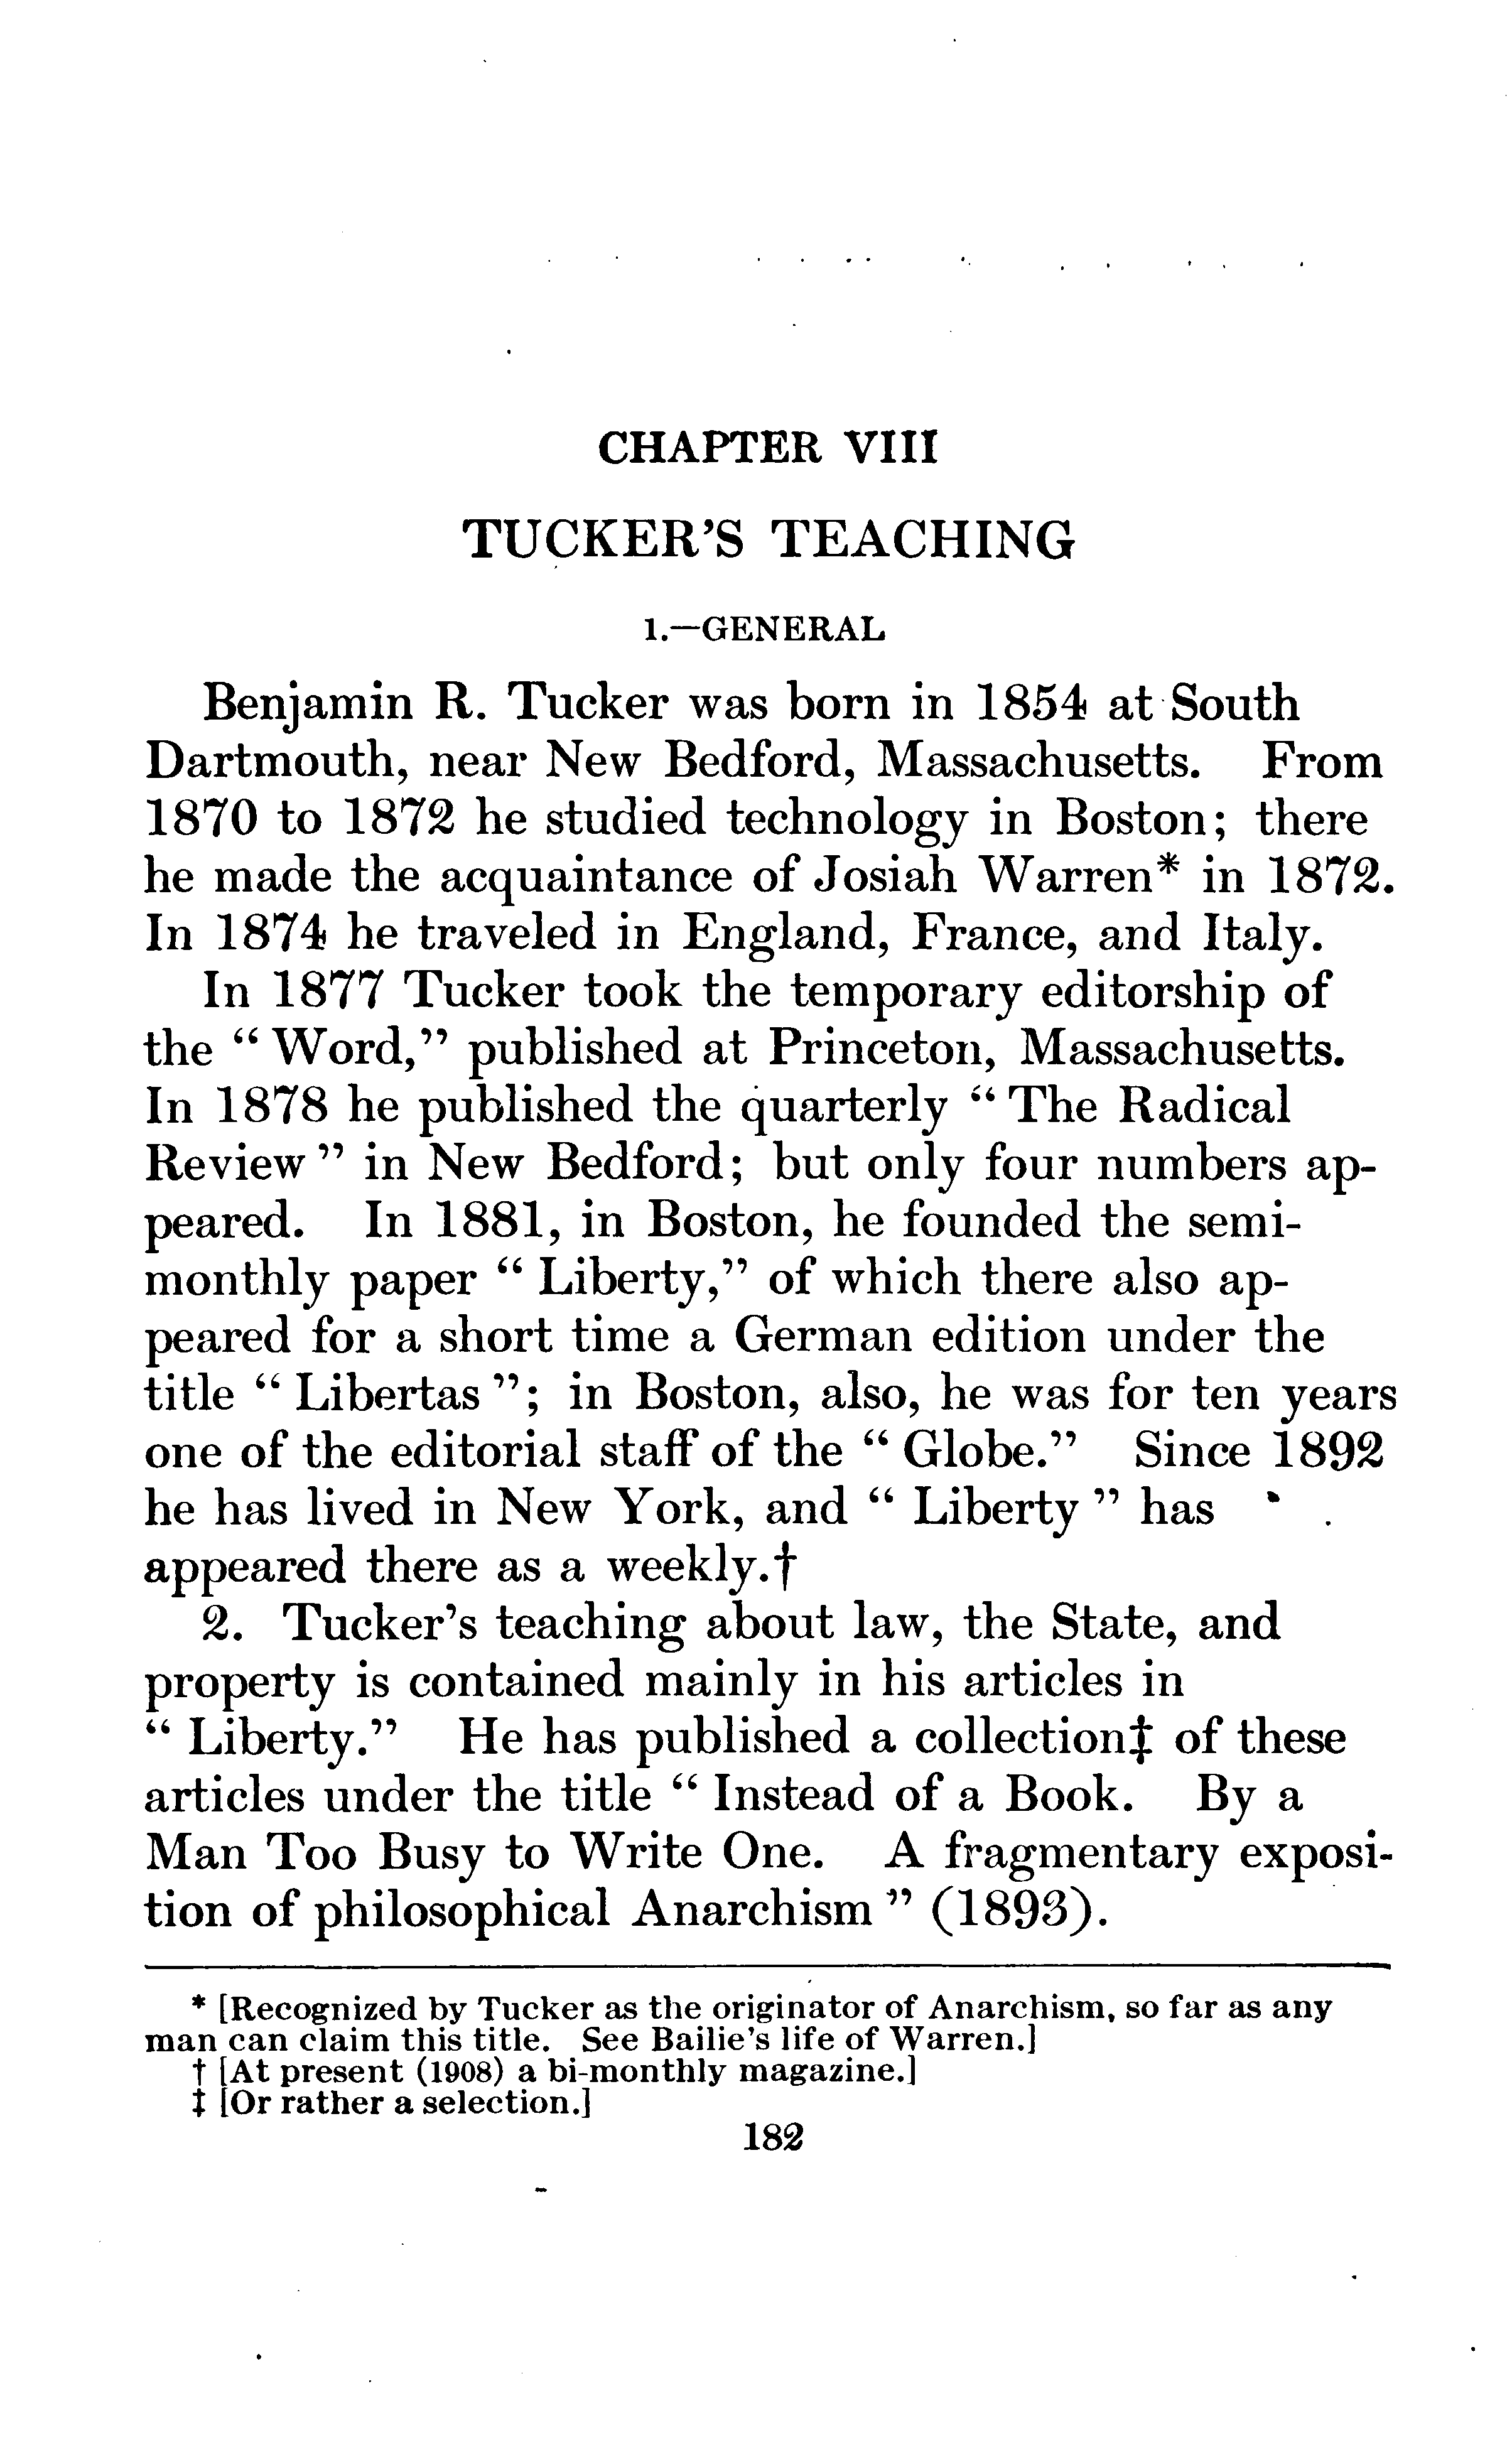 CHAPTER VIII
TUCKER'S TEACHING
1.—GENERAL
Benjamin R. Tucker was born in 1854 at South
Dartmouth, near New Bedford, Massachusetts. From
1870 to 1872 he studied technology in Boston; there
he made the acquaintance of Josiah Warren* in 1872.
In 1874 he traveled in England, France, and Italy.
In 1877 Tucker took the temporary editorship of
the “ Word,” published at Princeton, Massachusetts.
In 1878 he published the quarterly “ The Radical
Review ” in New Bedford; but only four numbers ap-
peared. In 1881, in Boston, he founded the semi-
monthly paper “ Liberty,” of which there also ap-
peared for a short time a German edition under the
title “ Libertas ”; in Boston, also, he was for ten years
one of the editorial staff of the “ Globe.” Since 1892
he has lived in New York, and “ Liberty ” has
appeared there as a weekly.†
2. Tucker's teaching about law, the State, and
property is contained mainly in his articles in
“ Liberty.” He has published a collection‡ of these
articles under the title “ Instead of a Book. By a
Man Too Busy to Write One. A fragmentary exposi-
tion of philosophical Anarchism ” (1893).
* [Recognized by Tucker as the originator of Anarchism, so far as any
man can claim this title. See Bailie's life of Warren.]
† [At present (1908) a bi-monthly magazine.]
‡ [Or rather a selection.]
182